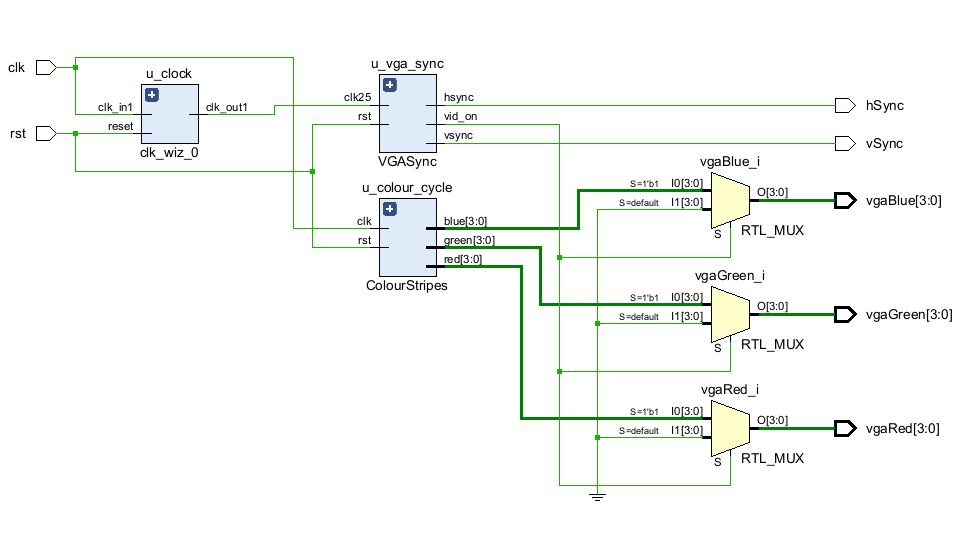 clk
rst
u_clock
clk_in1
clk_out1
reset
clk_wiz_0
u_vga_sync
clk25
hsync
rst
vid_on
vsync
VGASync
hSync
vSync
u_colour_cycle
clk
blue[3:0]
rst
green[3:0]
red[3:0]
ColourStripes
vgaBlue_i
S=1'b1 I0[3:0]
S=default I1[3:0]
O[3:0]
S
RTL_MUX
vgaBlue[3:0]
vgaGreen_i
S=1'b1 I0[3:0]
S=default I1[3:0]
O[3:0]
S
RTL_MUX
vgaGreen[3:0]
vgaRed_i
S=1'b1 I0[3:0]
S=default I1[3:0]
O[3:0]
S
RTL_MUX
vgaRed[3:0]